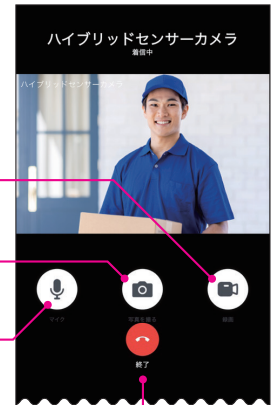 ハイブリッドセンサーカメラ
着信中
ハイブリッドセンサーカメラ
マイク
写真を撮る
録画
終了